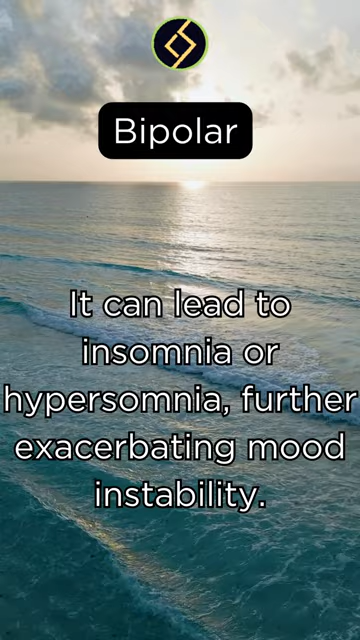 Bipolar
It can lead to
insomnia or
hypersomnia, further
exacerbating mood
instability.